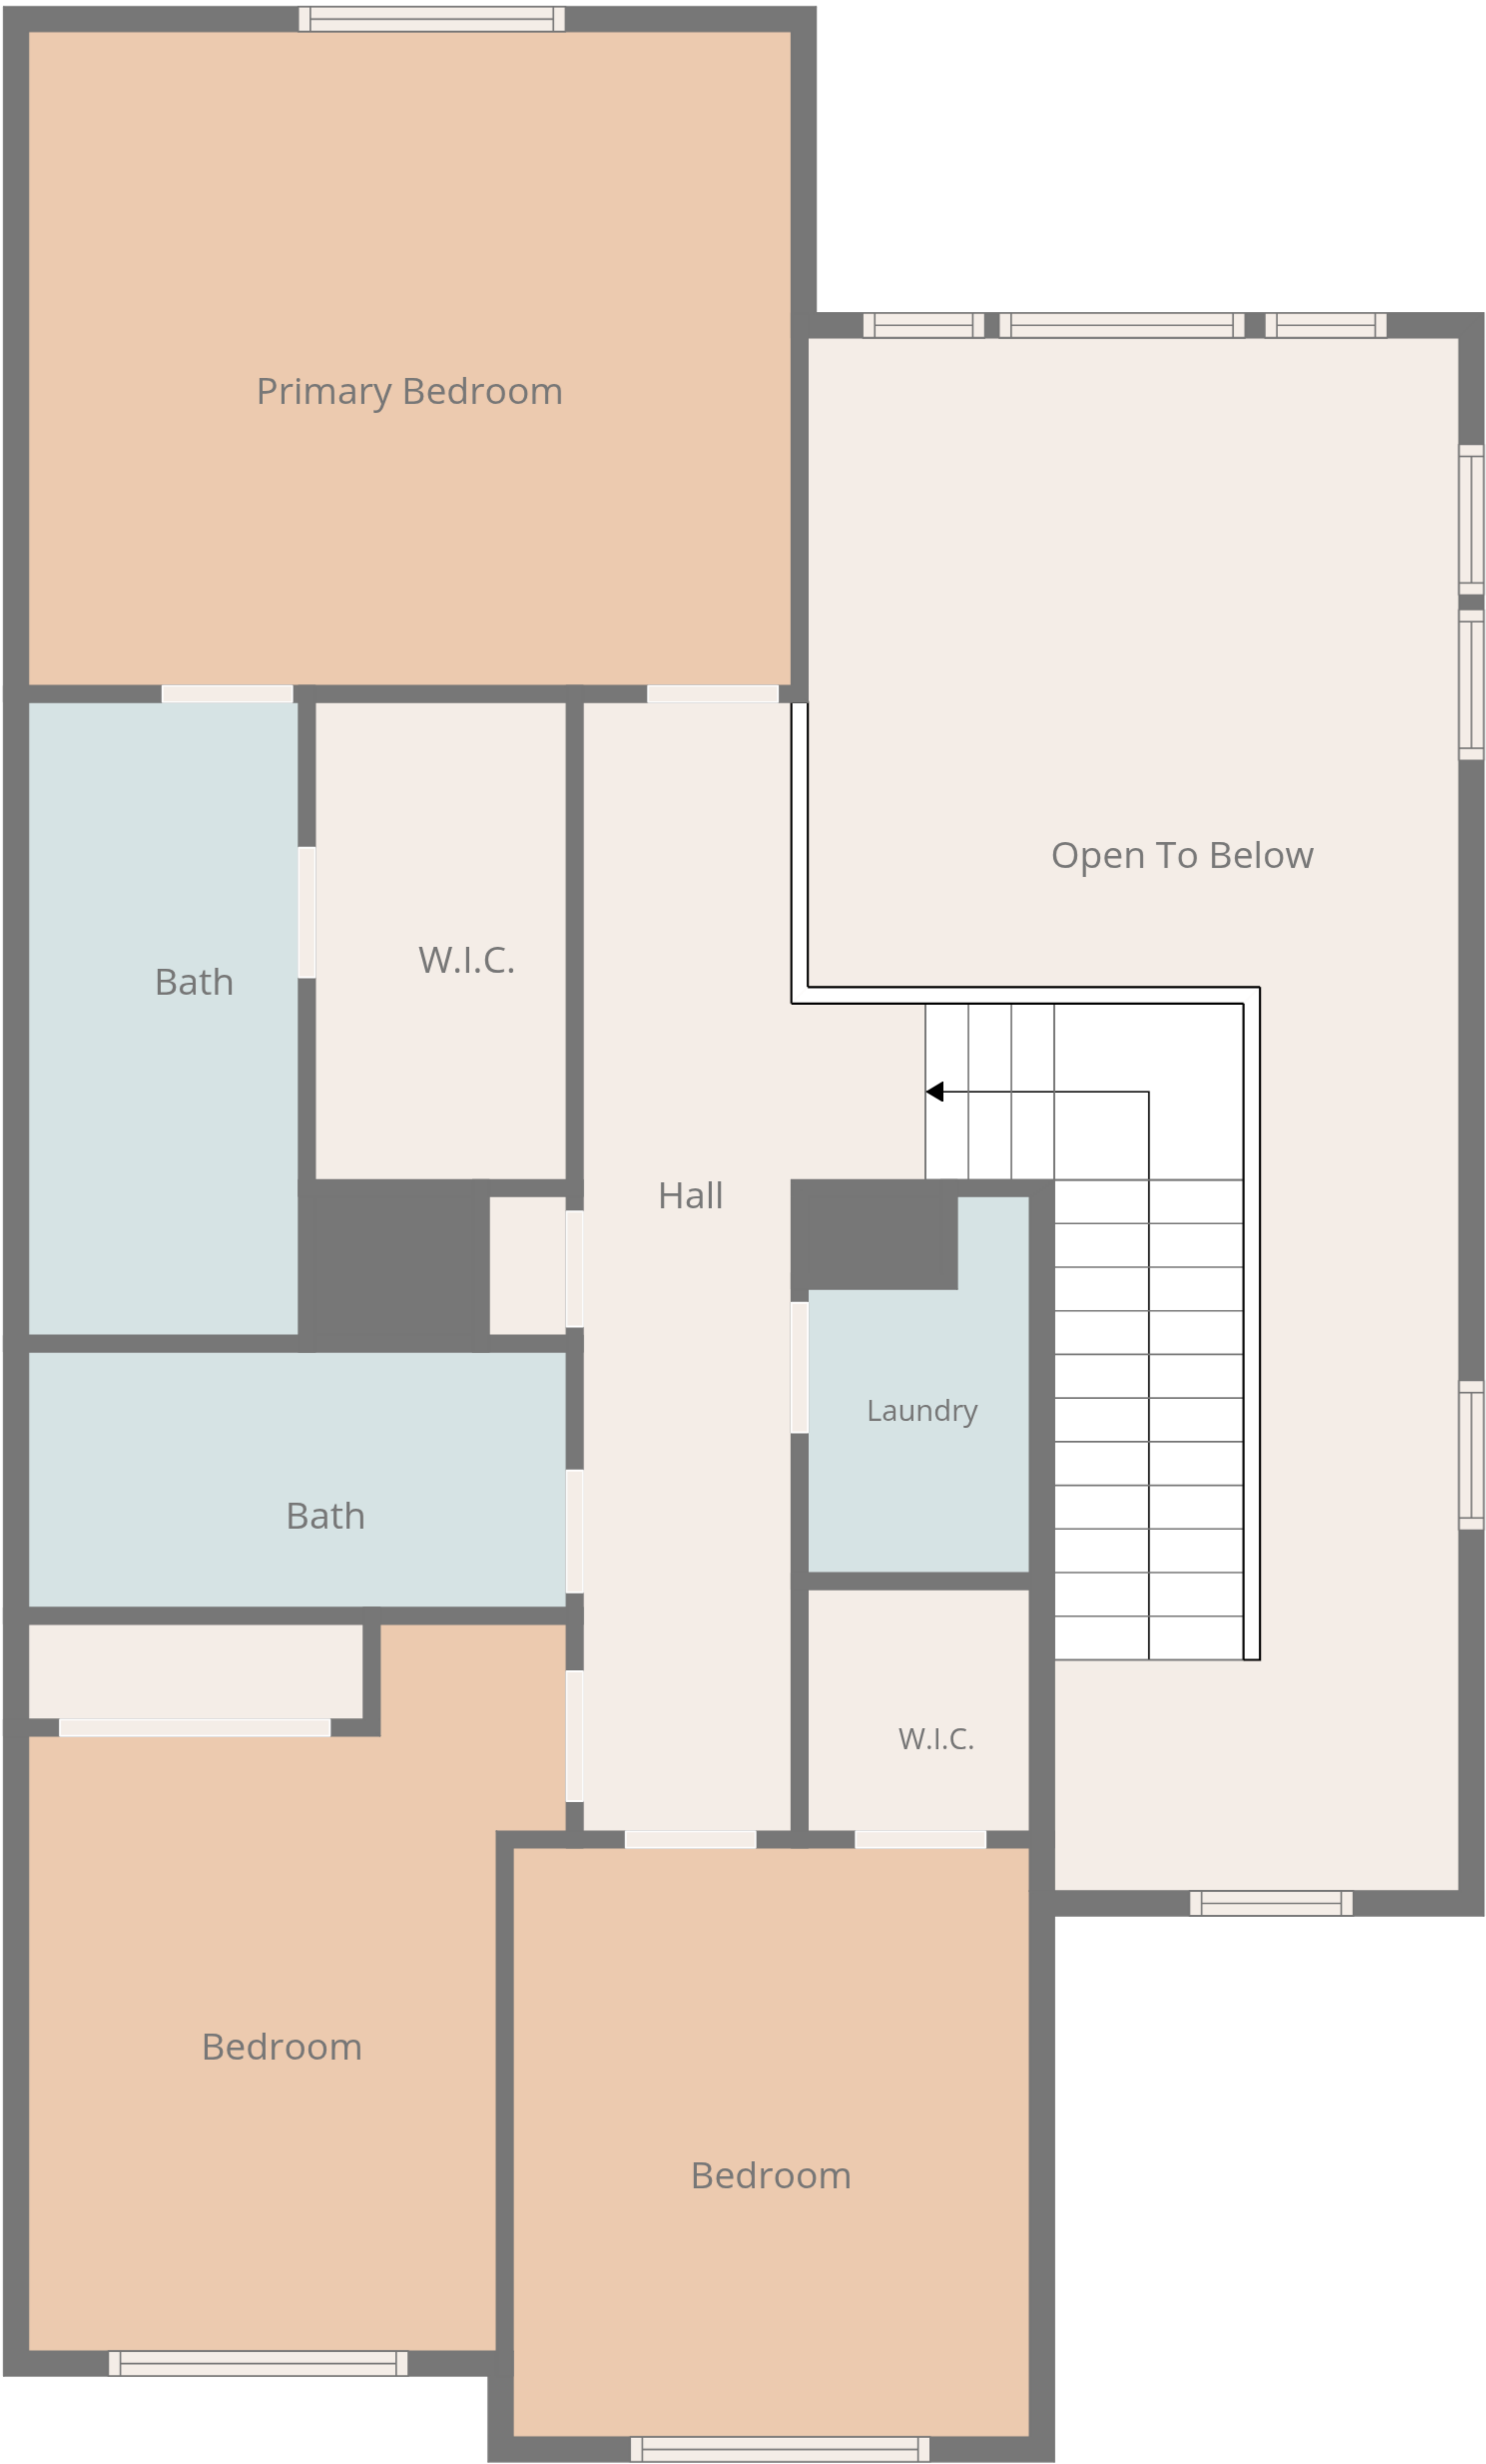 Primary Bedroom
Open To Below
W.I.C.
Bath
Hall
Laundry
Bath
W.I.C.
Bedroom
Bedroom